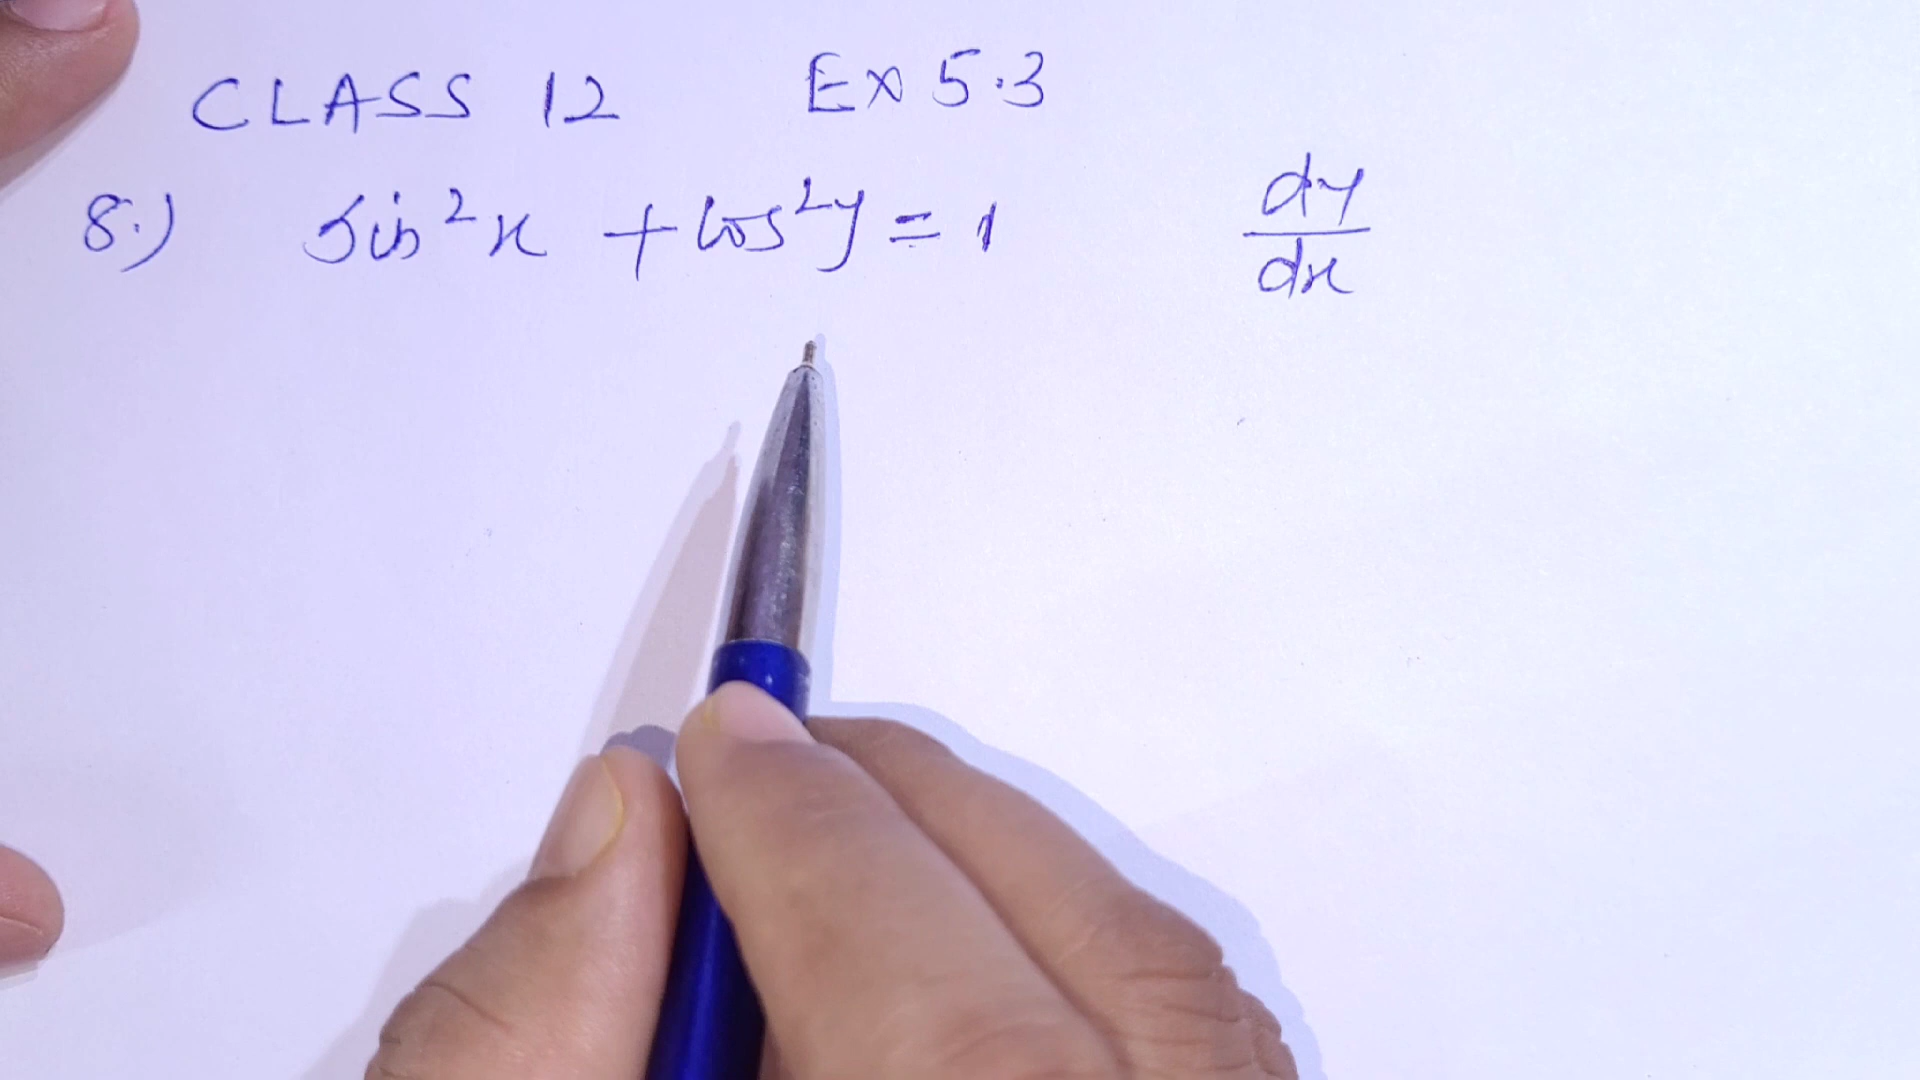 CLASS 12 EX 5.3
8.) sin²x + cos²y = 1 dy/dx